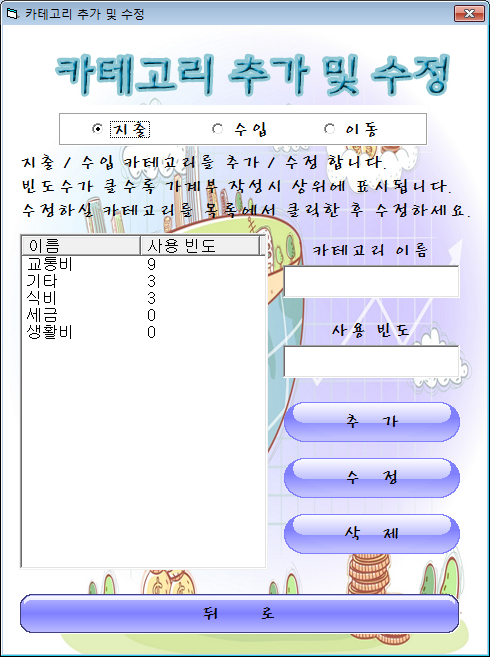 카테고리 추가 및 수정
카테고리 추가 및 수정
지출 수입 이동
지출 / 수입 카테고리를 추가 / 수정 합니다.
빈도수가 클수록 가계부 작성시 상위에 표시됩니다.
수정하실 카테고리를 목록에서 클릭한 후 수정하세요.
이름 사용 빈도
교통비 9
기타 3
식비 3
세금 0
생활비 0
카테고리 이름
사용 빈도
추 가
수 정
삭 제
뒤 로